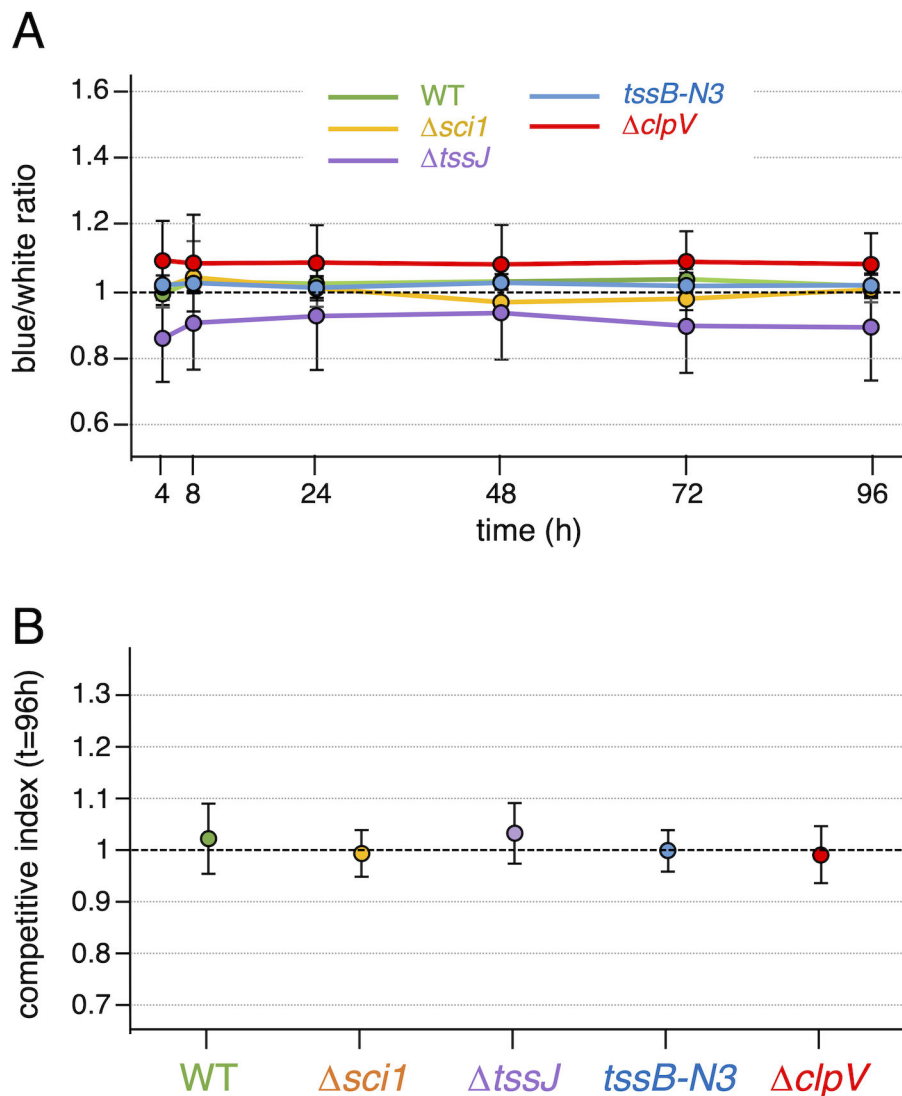 A
blue/white ratio
1.6
1.4
1.2
1
0.8
0.6
WT
Δsci1
ΔtssJ
tssB-N3
ΔclpV
4 8 24 48 72 96
time (h)
B
competitive index (t=96h)
1.3
1.2
1.1
1
0.9
0.8
0.7
WT Δsci1 ΔtssJ tssB-N3 ΔclpV